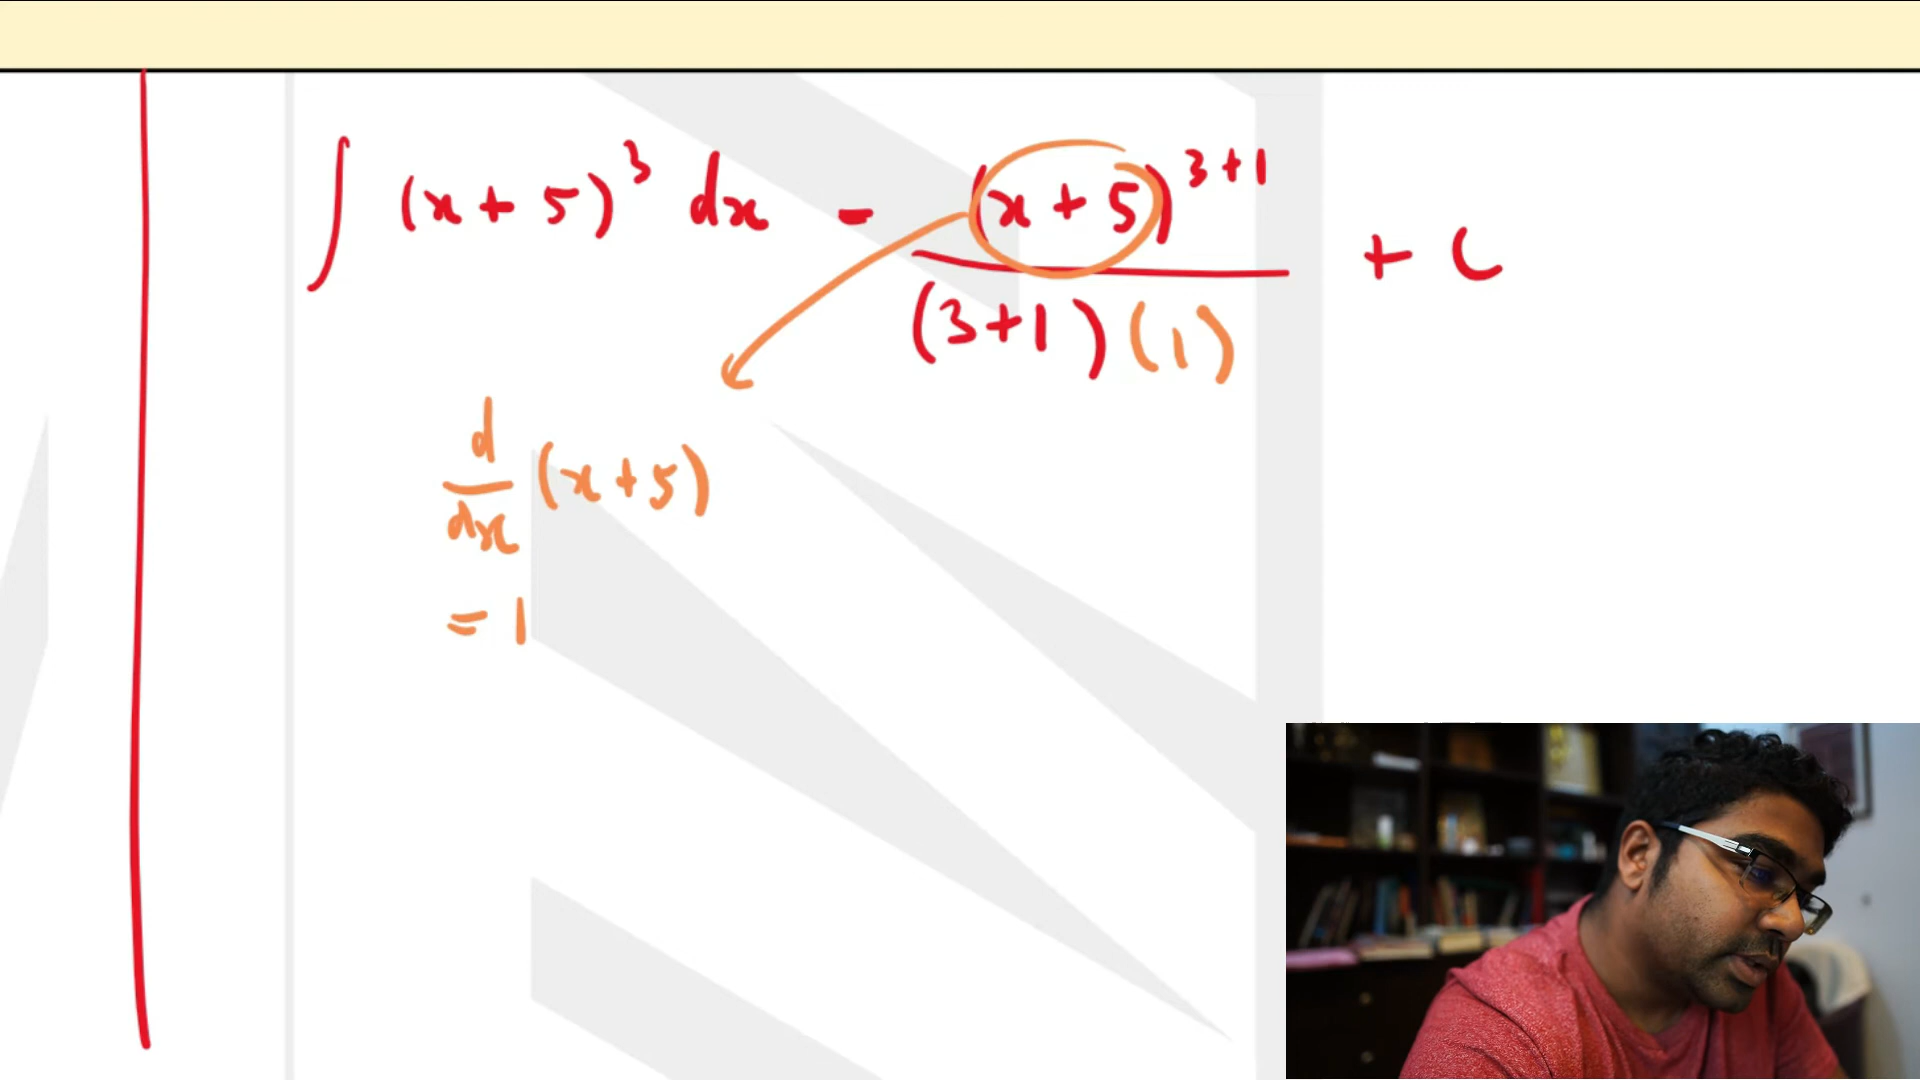 ∫ (x + 5)³ dx - (x + 5)³⁺¹ / (3+1)(1) + C
d/dx (x + 5)
= 1